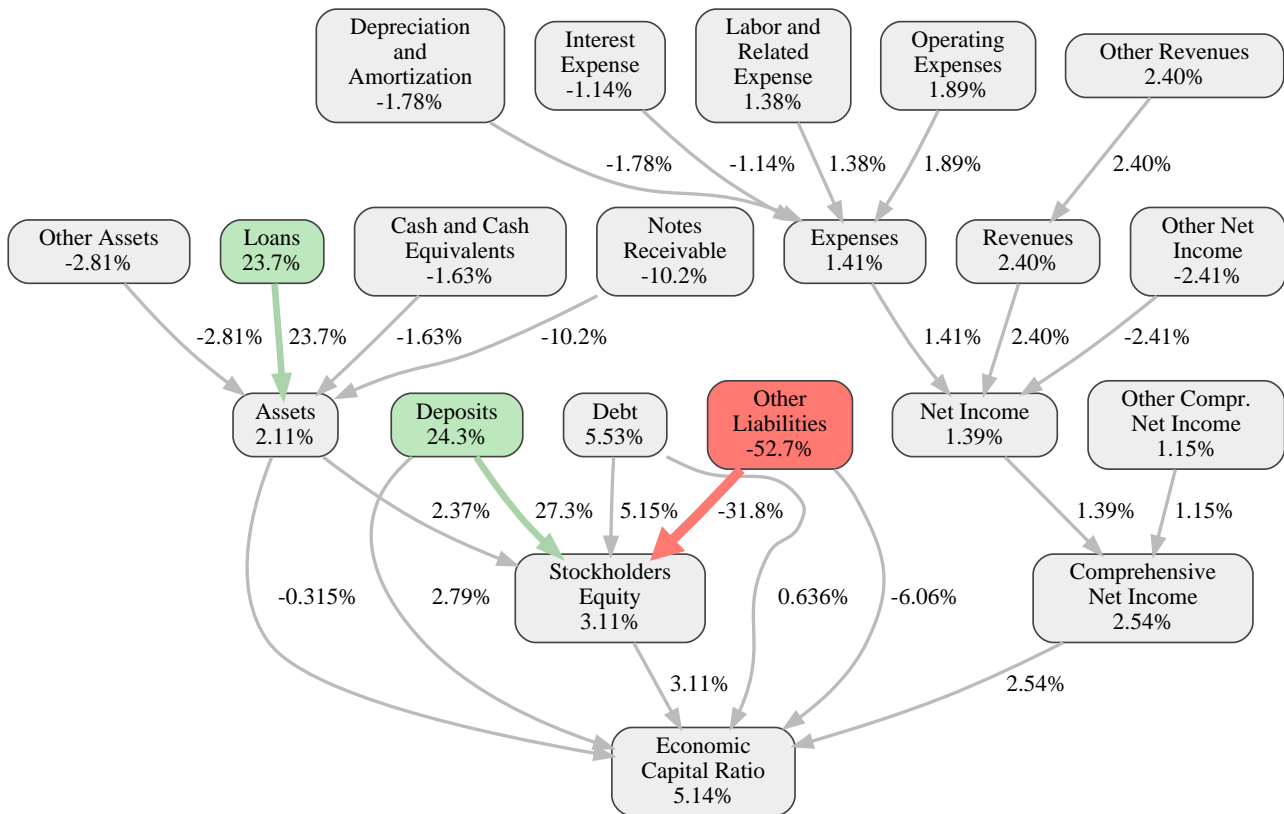 Depreciation
and
Amortization
-1.78%
Interest
Expense
-1.14%
Labor and
Related
Expense
1.38%
Operating
Expenses
1.89%
Other Revenues
2.40%
-1.78%
-1.14%
1.38%
1.89%
2.40%
Other Assets
-2.81%
Loans
23.7%
Cash and Cash
Equivalents
-1.63%
Notes
Receivable
-10.2%
Expenses
1.41%
Revenues
2.40%
Other Net
Income
-2.41%
-2.81%
23.7%
-1.63%
-10.2%
1.41%
2.40%
-2.41%
Assets
2.11%
Deposits
24.3%
Debt
5.53%
Other
Liabilities
-52.7%
Net Income
1.39%
Other Compr.
Net Income
1.15%
2.37%
27.3%
5.15%
-31.8%
1.39%
1.15%
-0.315%
2.79%
Stockholders
Equity
3.11%
0.636%
-6.06%
Comprehensive
Net Income
2.54%
3.11%
2.54%
Economic
Capital Ratio
5.14%